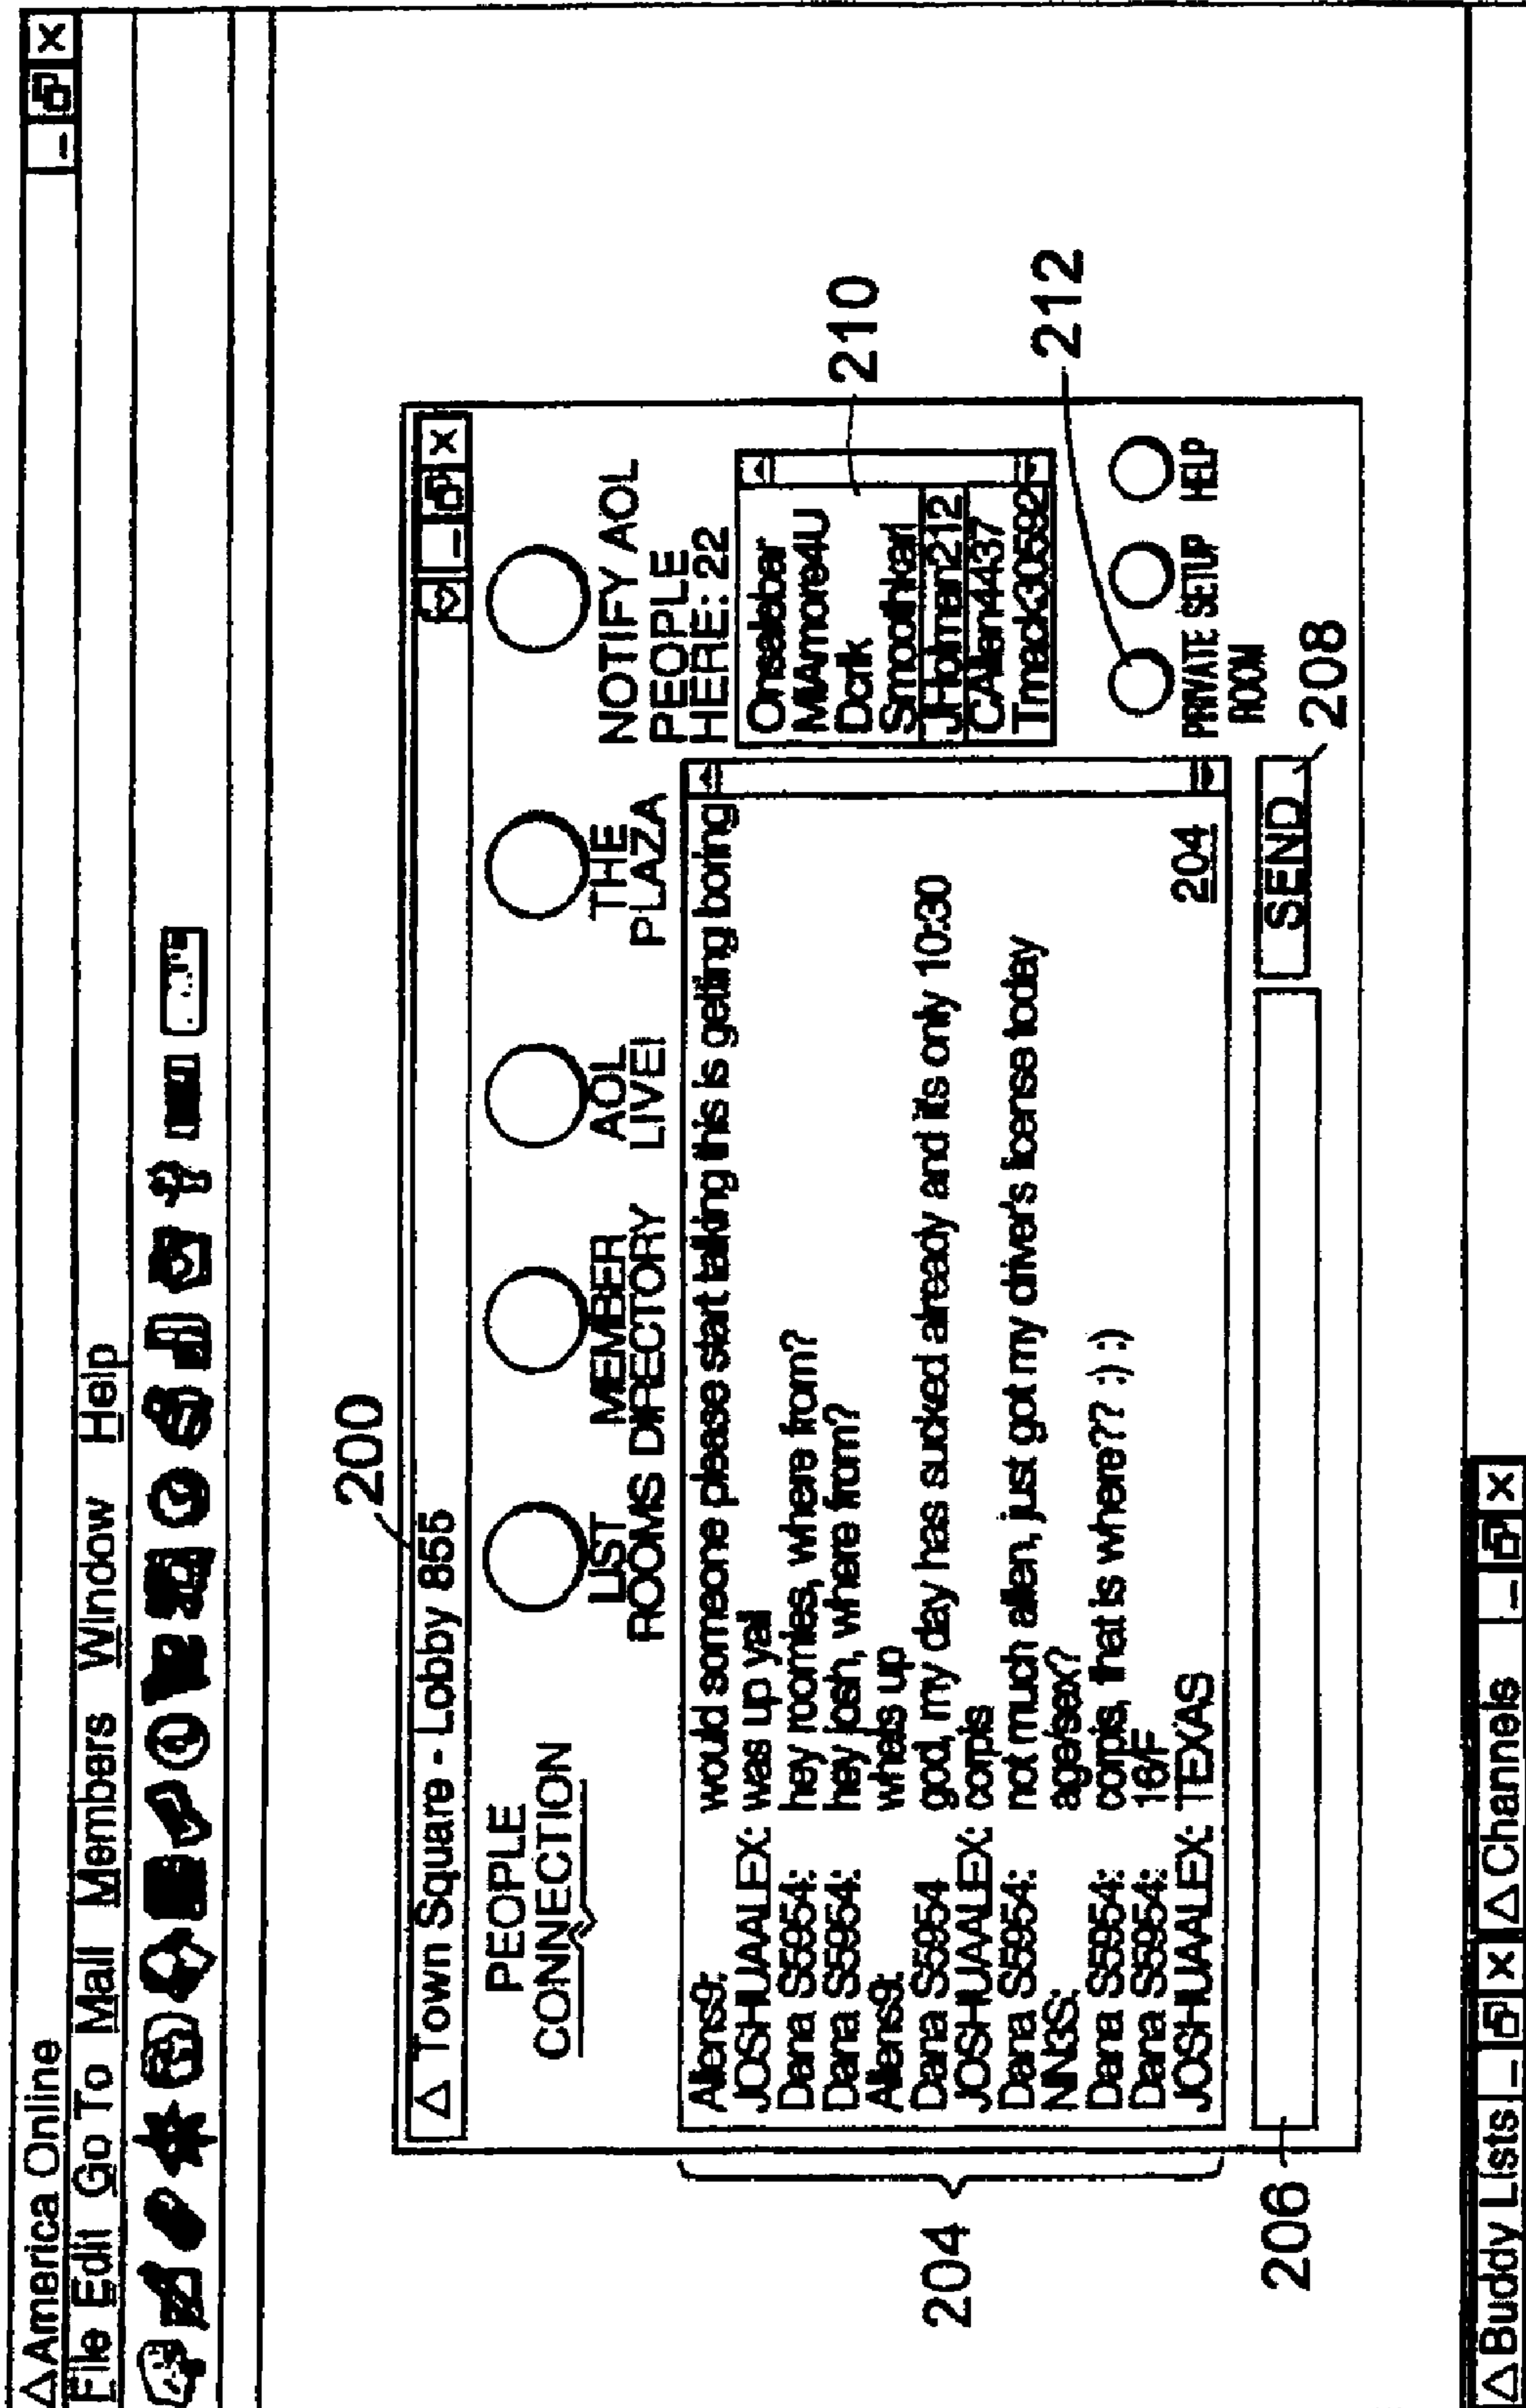 America Online
File Edit Go To Mail Members Window Help
200
Town Square - Lobby 855
PEOPLE
CONNECTION
LIST
ROOMS
MEMBER
DIRECTORY
AOL
LIVE!
THE
PLAZA
NOTIFY AOL
PEOPLE
HERE: 22
Allens9: would someone please start talking this is getting boring
JOSHUAALEX: was up yall
Dana S5954: hey roomies, where from?
Dana S5954: hey josh, where from?
Allens9: whats up
Dana S5954 god, my day has sucked already and it's only 10:30
JOSHUAALEX: corpis
Dana S5954: not much allen, just got my driver's license today
NN3S: age/sex?
Dana S5954: corpis, that is where?? :) :)
Dana S5954: 16/F
JOSHUAALEX: TEXAS
204
204
Onsalebar
MiAmore4U
Dcrlk
Smoothkarl
JHolman212
CAllen4437
Tmack30592
210
212
PRIVATE
ROOM
SETUP
HELP
206
SEND
208
Buddy Lists
Channels